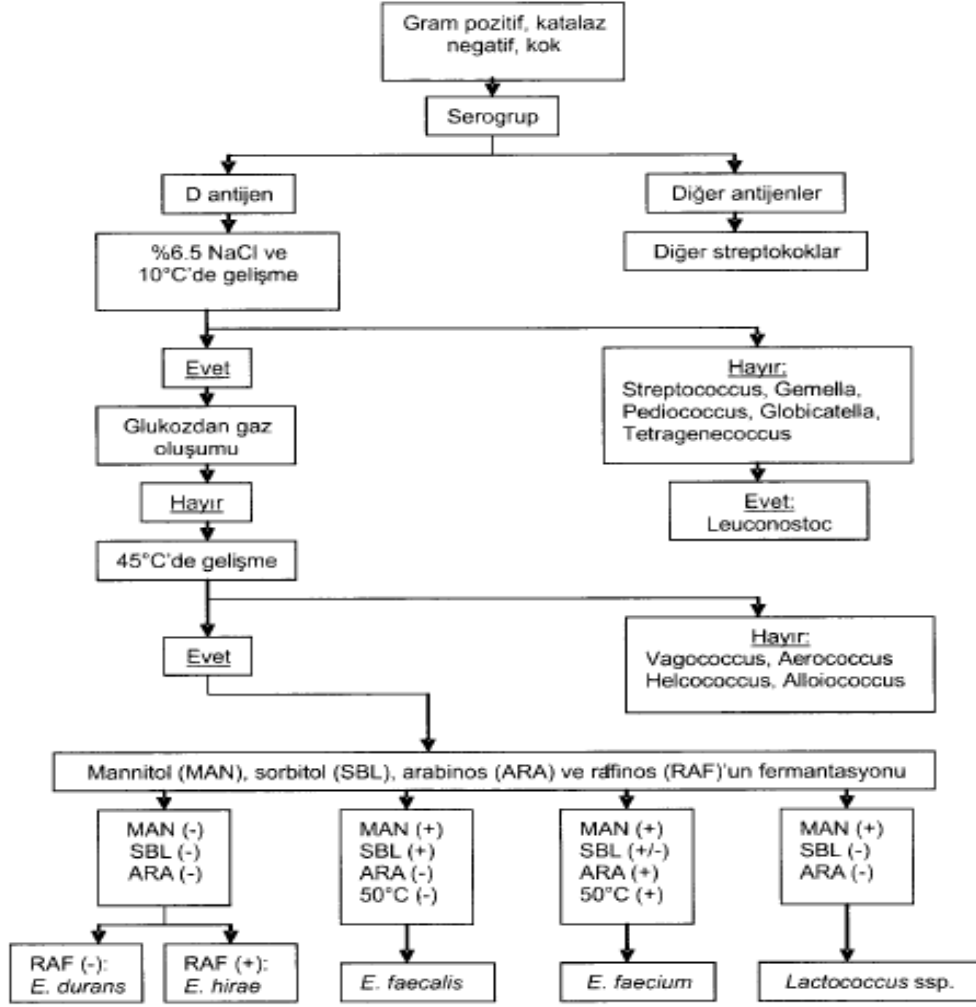 Gram pozitif, katalaz
negatif, kok
Serogrup
D antijen
Diğer antijenler
%6.5 NaCl ve
10°C'de gelişme
Diğer streptokoklar
Evet
Hayır:
Streptococcus, Gemella,
Pediococcus, Globicatella,
Tetragenecoccus
Glukozdan gaz
oluşumu
Hayır
Evet:
Leuconostoc
45°C'de gelişme
Evet
Hayır:
Vagococcus, Aerococcus
Helcococcus, Alloiococcus
Mannitol (MAN), sorbitol (SBL), arabinos (ARA) ve rafinos (RAF)'un fermantasyonu
MAN (-)
SBL (-)
ARA (-)
MAN (+)
SBL (+)
ARA (-)
50°C (-)
MAN (+)
SBL (+/-)
ARA (+)
50°C (+)
MAN (+)
SBL (-)
ARA (-)
RAF (-):
E. durans
RAF (+):
E. hirae
E. faecalis
E. faecium
Lactococcus ssp.